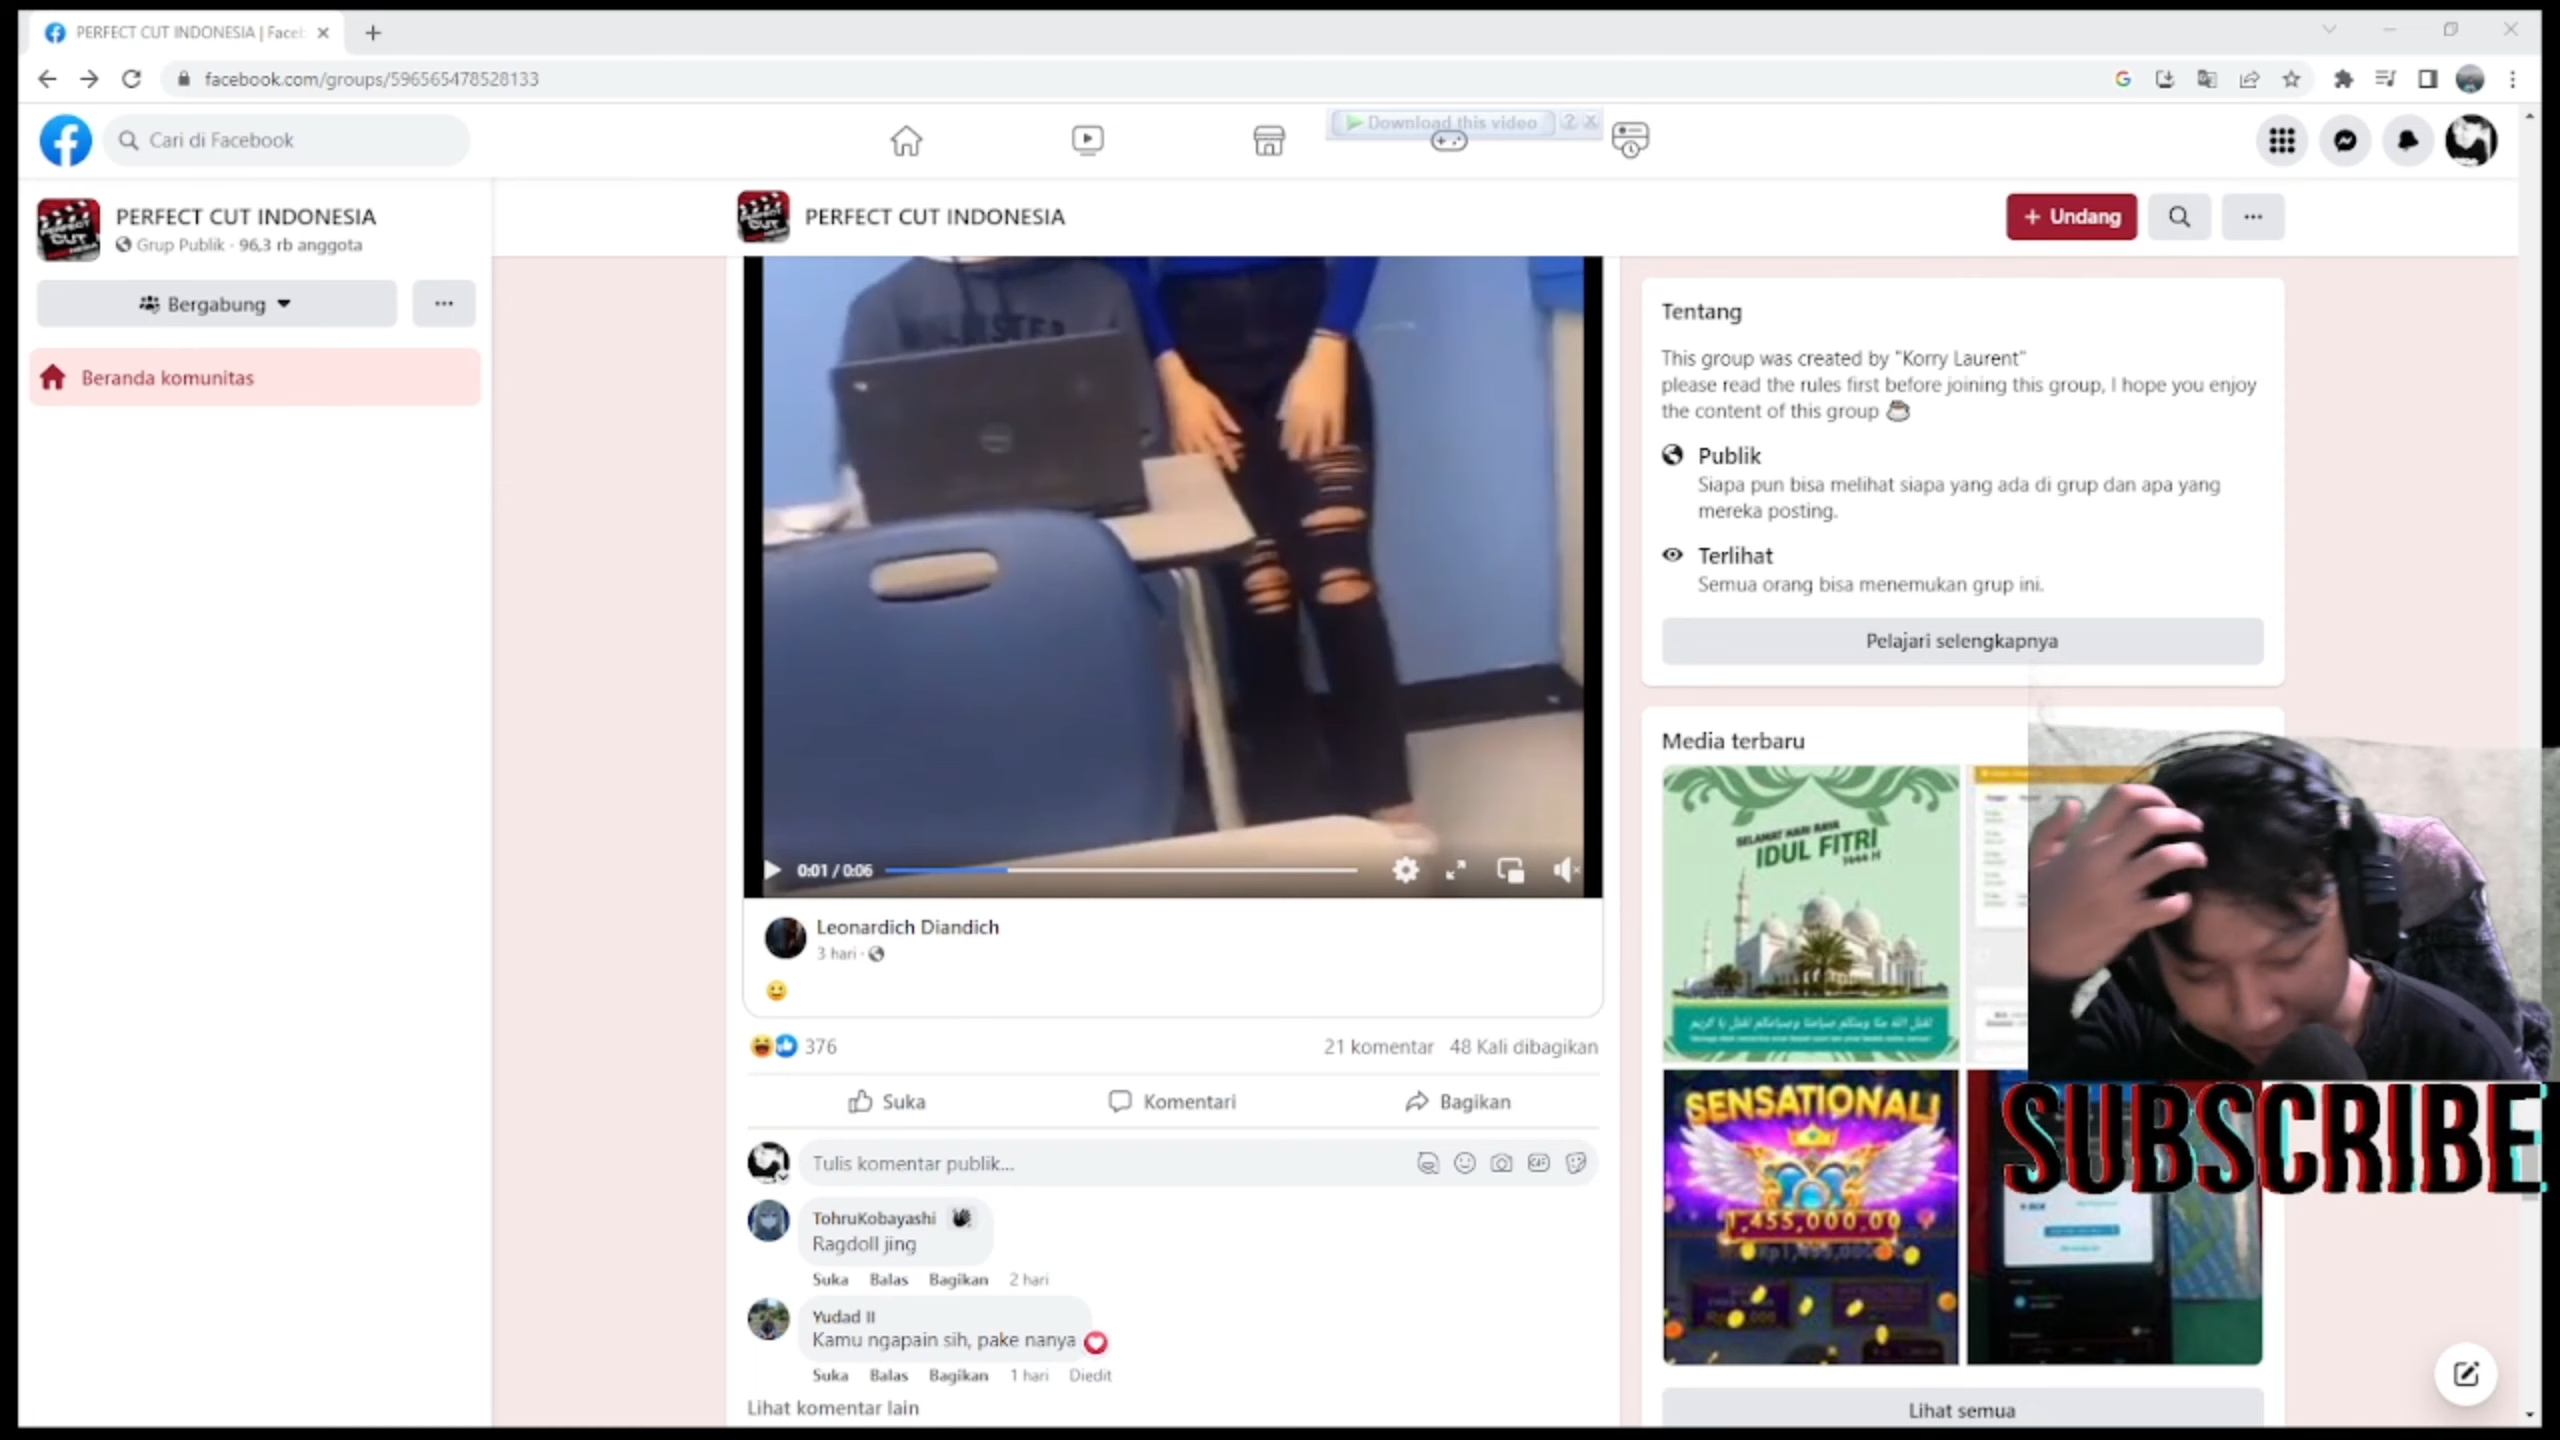 PERFECT CUT INDONESIA | Face
facebook.com/groups/596565478528133
Cari di Facebook
Download this video
PERFECT CUT INDONESIA
Grup Publik · 96,3 rb anggota
Bergabung
Beranda komunitas
PERFECT CUT INDONESIA
+ Undang
0:01 / 0:06
Leonardich Diandich
3 hari ·
376
21 komentar 48 Kali dibagikan
Suka Komentari Bagikan
Tulis komentar publik...
GIF
TohruKobayashi
Ragdoll jing
Suka Balas Bagikan 2 hari
Yudad II
Kamu ngapain sih, pake nanya
Suka Balas Bagikan 1 hari Diedit
Lihat komentar lain
Tentang
This group was created by "Korry Laurent"
please read the rules first before joining this group, I hope you enjoy
the content of this group
Publik
Siapa pun bisa melihat siapa yang ada di grup dan apa yang
mereka posting.
Terlihat
Semua orang bisa menemukan grup ini.
Pelajari selengkapnya
Media terbaru
SELAMAT HARI RAYA
IDUL FITRI
SENSATIONAL!
1,455,000.00
SUBSCRIBE
Lihat semua